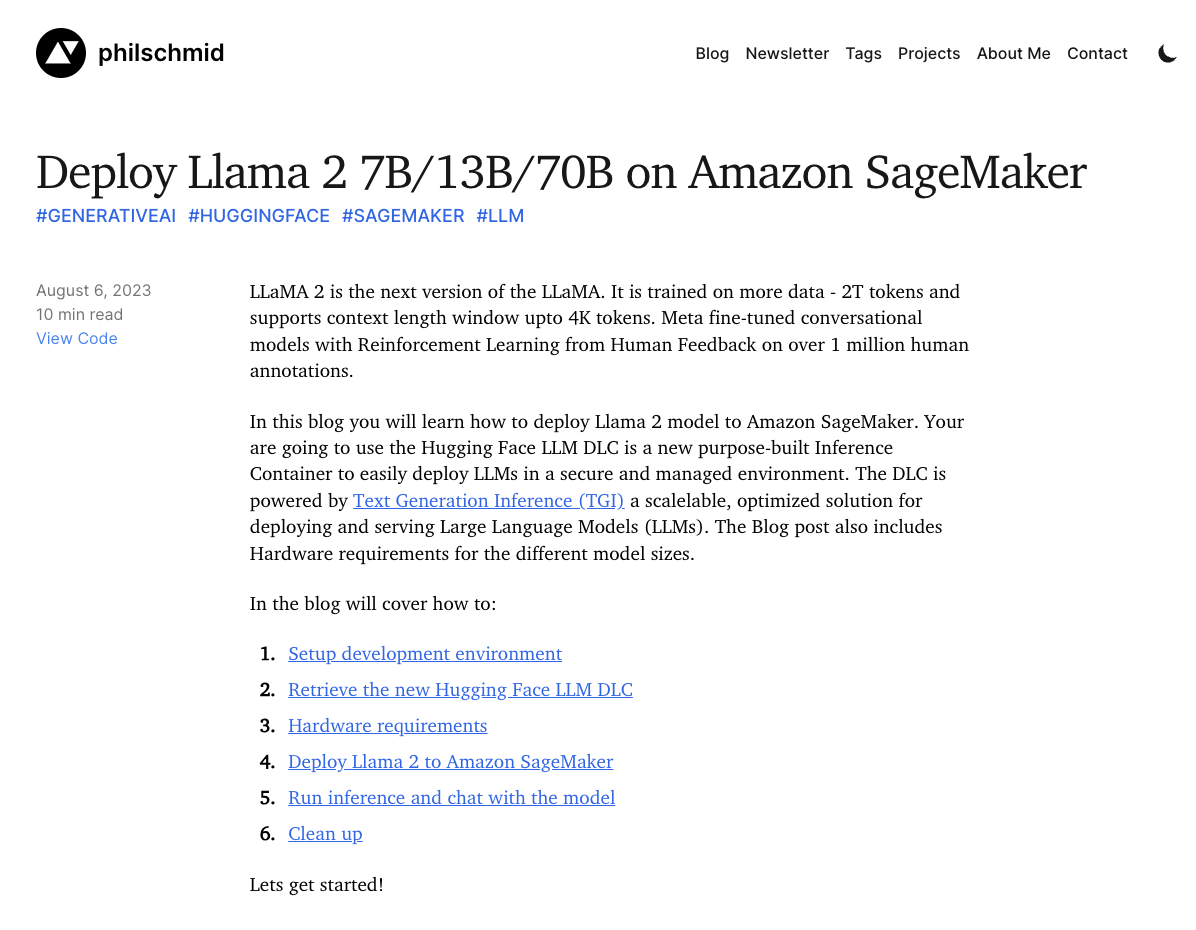 philschmid
Blog Newsletter Tags Projects About Me Contact
Deploy Llama 2 7B/13B/70B on Amazon SageMaker
#GENERATIVEAI #HUGGINGFACE #SAGEMAKER #LLM
August 6, 2023
10 min read
View Code
LLaMA 2 is the next version of the LLaMA. It is trained on more data - 2T tokens and
supports context length window upto 4K tokens. Meta fine-tuned conversational
models with Reinforcement Learning from Human Feedback on over 1 million human
annotations.
In this blog you will learn how to deploy Llama 2 model to Amazon SageMaker. Your
are going to use the Hugging Face LLM DLC is a new purpose-built Inference
Container to easily deploy LLMs in a secure and managed environment. The DLC is
powered by Text Generation Inference (TGI) a scalelable, optimized solution for
deploying and serving Large Language Models (LLMs). The Blog post also includes
Hardware requirements for the different model sizes.
In the blog will cover how to:
1. Setup development environment
2. Retrieve the new Hugging Face LLM DLC
3. Hardware requirements
4. Deploy Llama 2 to Amazon SageMaker
5. Run inference and chat with the model
6. Clean up
Lets get started!